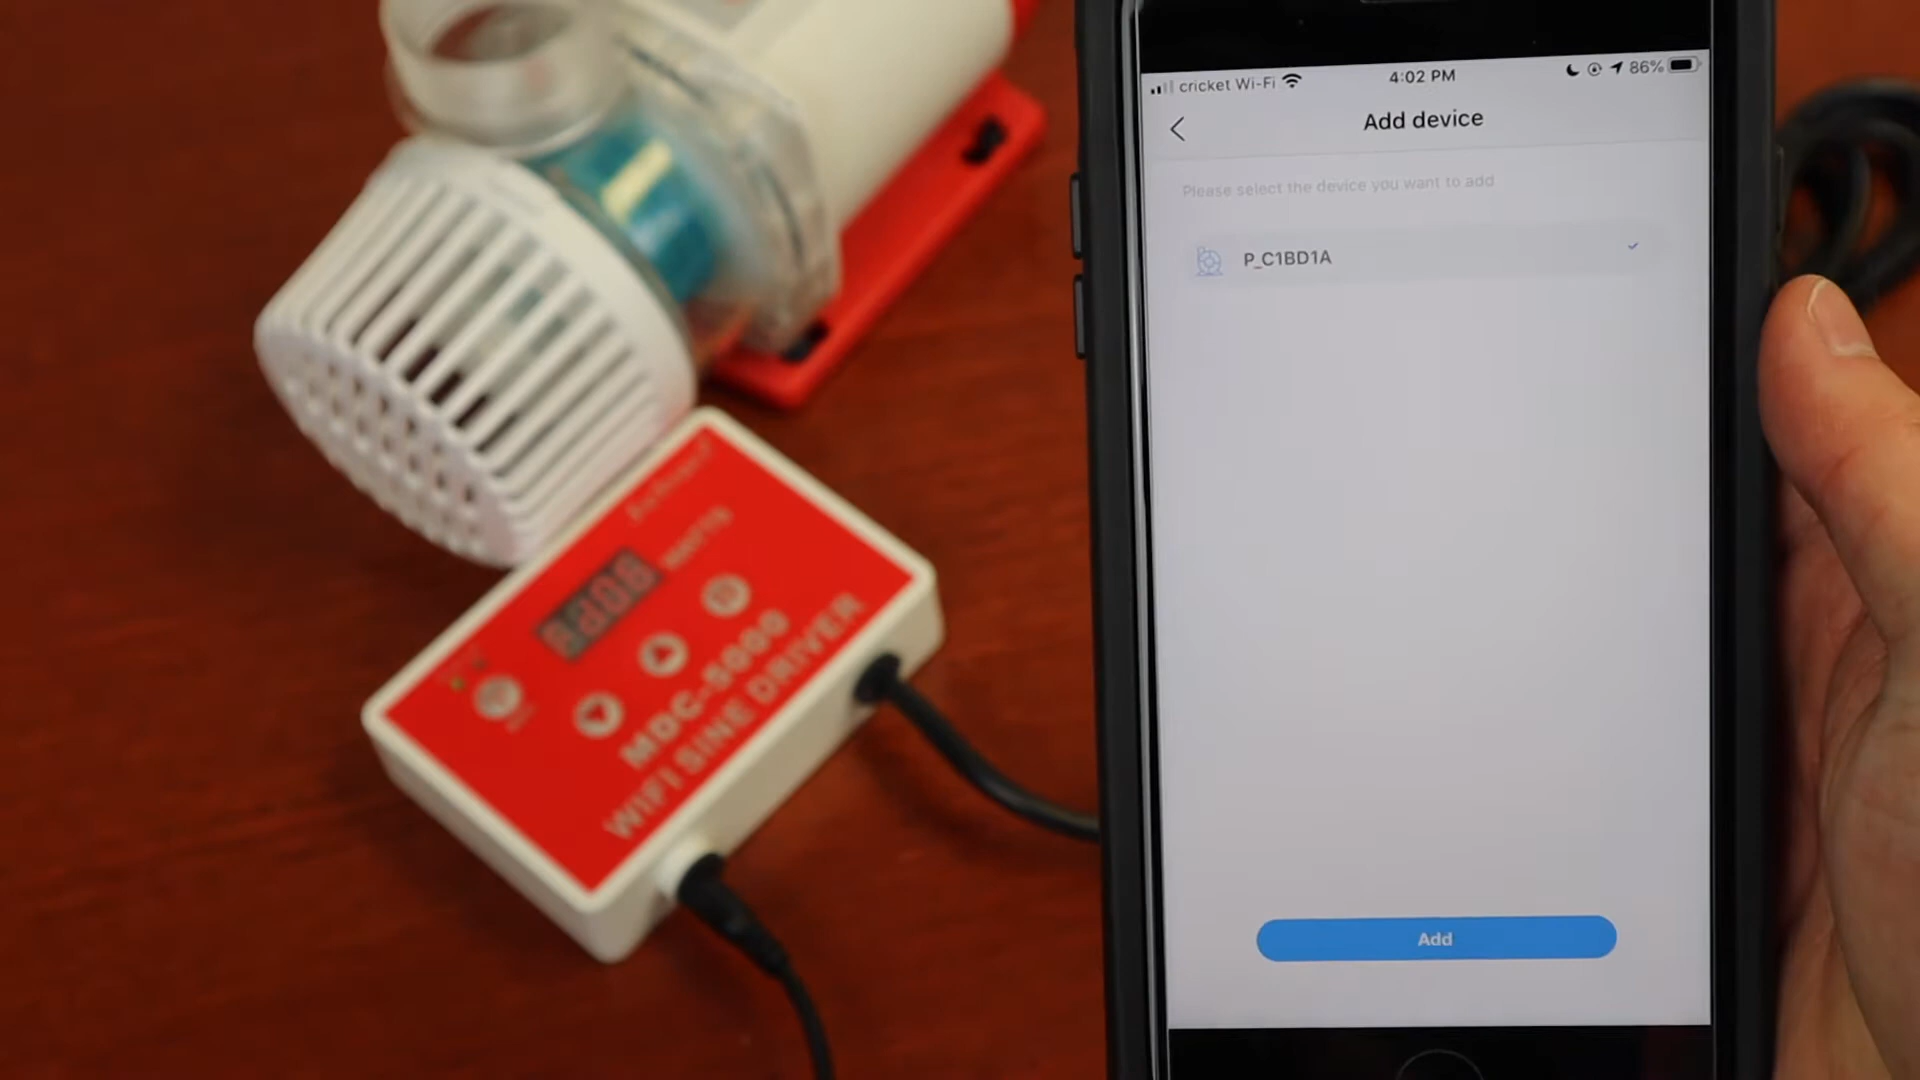 cricket Wi-Fi
4:02 PM
86%
Add device
Please select the device you want to add
P_C1BD1A
Add
WATTS
MDC-5000
WIFI SINE DRIVER